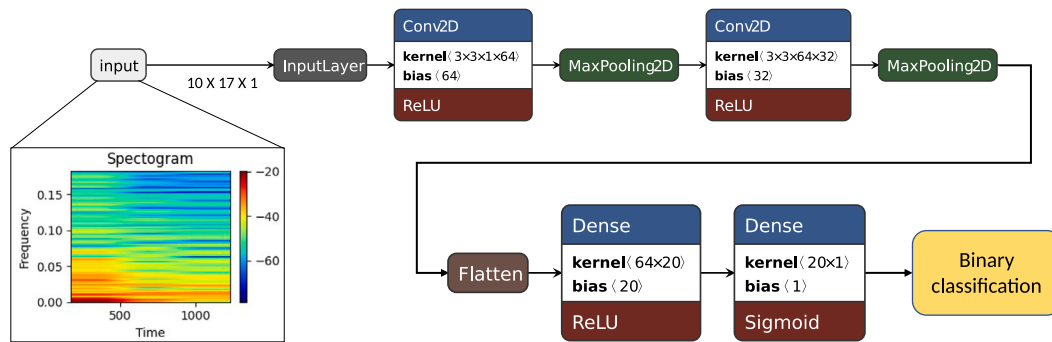 input
10 X 17 X 1
InputLayer
Conv2D
kernel⟨3×3×1×64⟩
bias⟨64⟩
ReLU
MaxPooling2D
Conv2D
kernel⟨3×3×64×32⟩
bias⟨32⟩
ReLU
MaxPooling2D
Spectogram
Frequency
0.15
0.10
0.05
0.00
500
1000
Time
−20
−40
−60
Flatten
Dense
kernel⟨64×20⟩
bias⟨20⟩
ReLU
Dense
kernel⟨20×1⟩
bias⟨1⟩
Sigmoid
Binary
classification